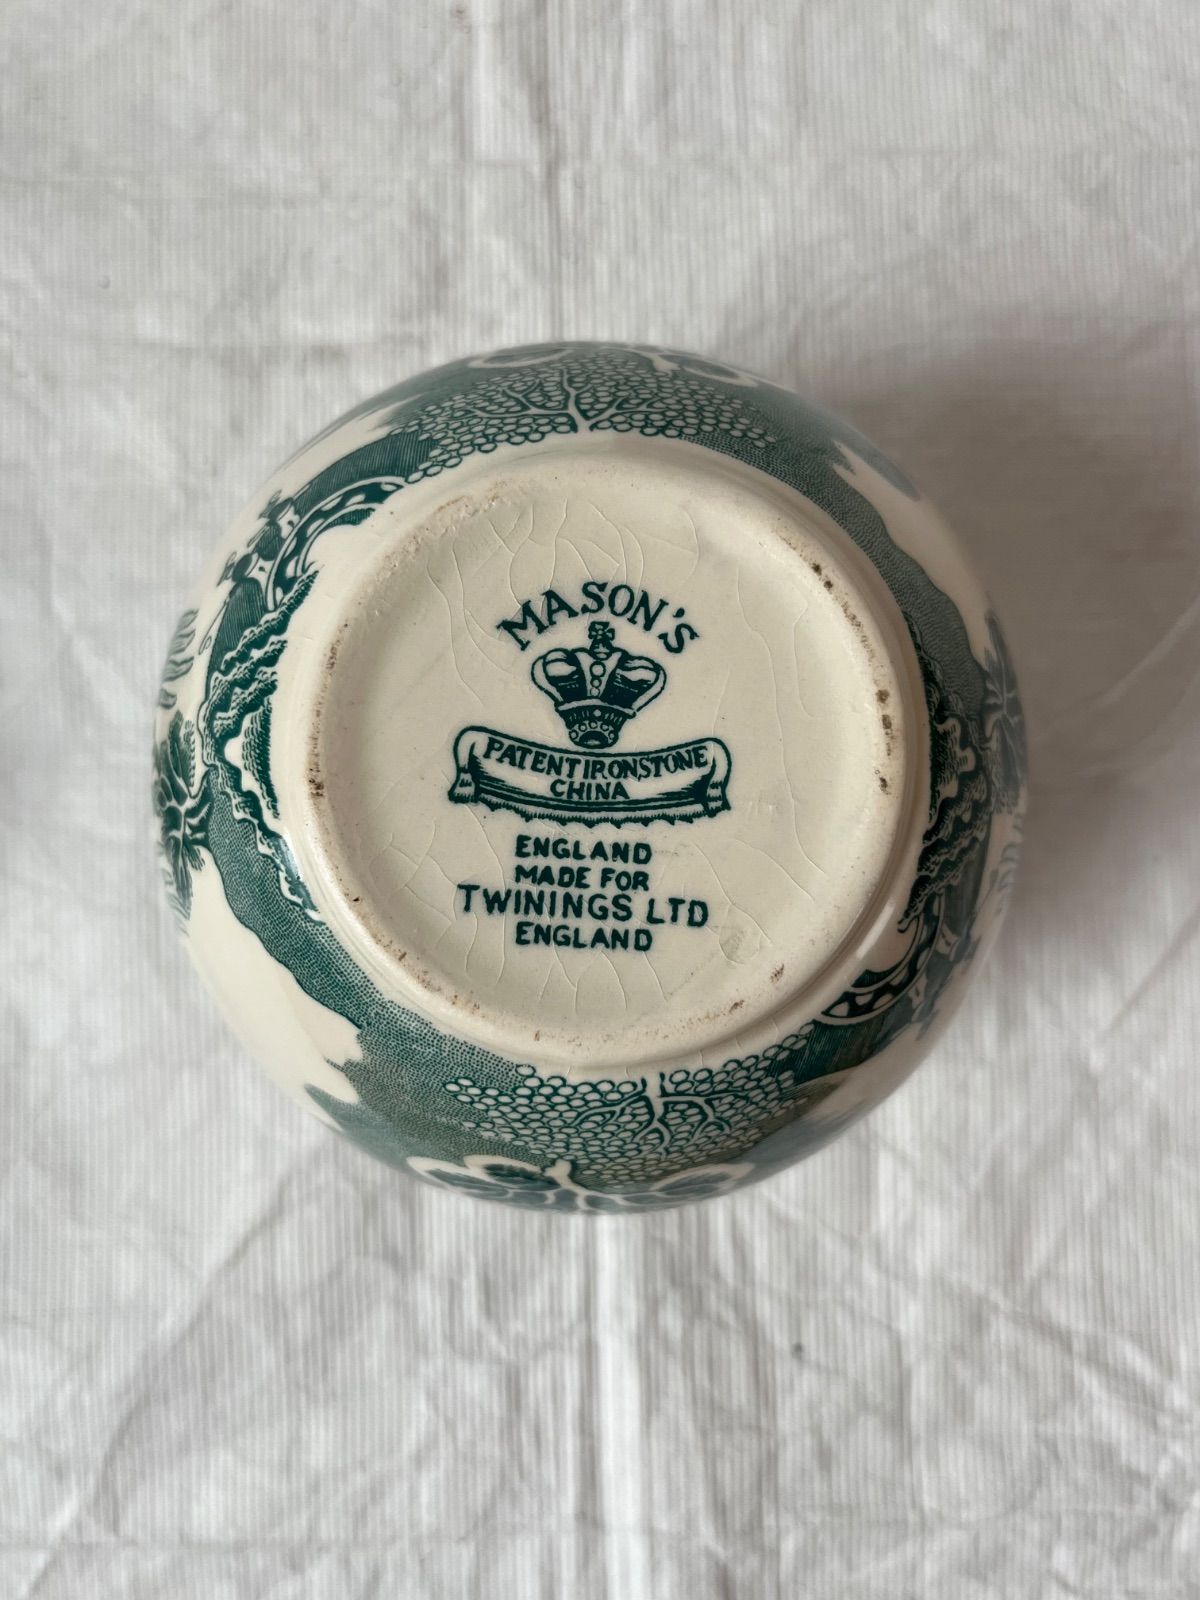 MASON'S
PATENT IRONSTONE
CHINA
ENGLAND
MADE FOR
TWININGS LTD
ENGLAND